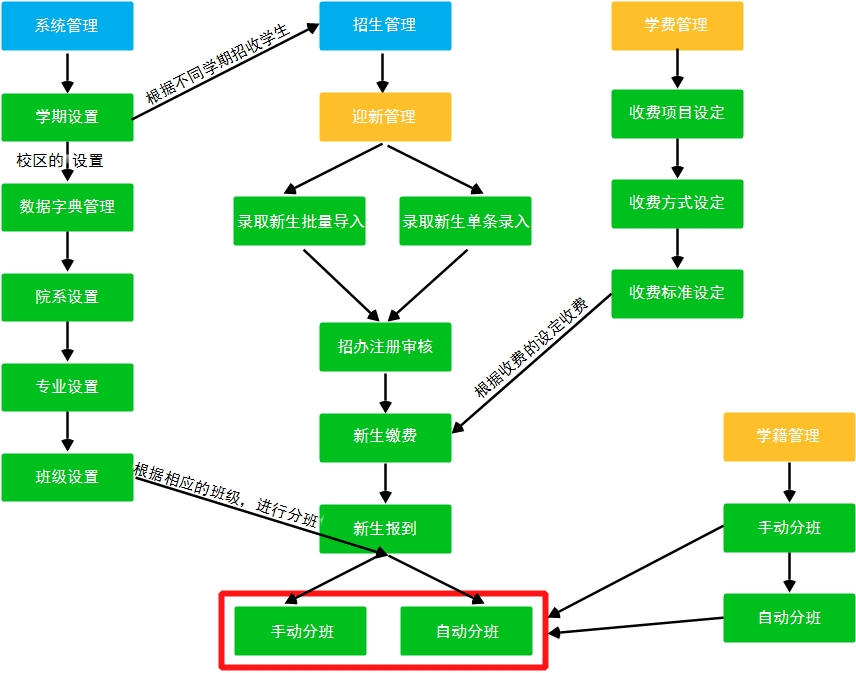 系统管理
招生管理
学费管理
根据不同学期招收学生
学期设置
迎新管理
收费项目设定
校区的 设置
数据字典管理
录取新生批量导入
录取新生单条录入
收费方式设定
院系设置
收费标准设定
招办注册审核
根据收费的设定收费
专业设置
新生缴费
学籍管理
班级设置
根据相应的班级，进行分班
新生报到
手动分班
手动分班
自动分班
自动分班